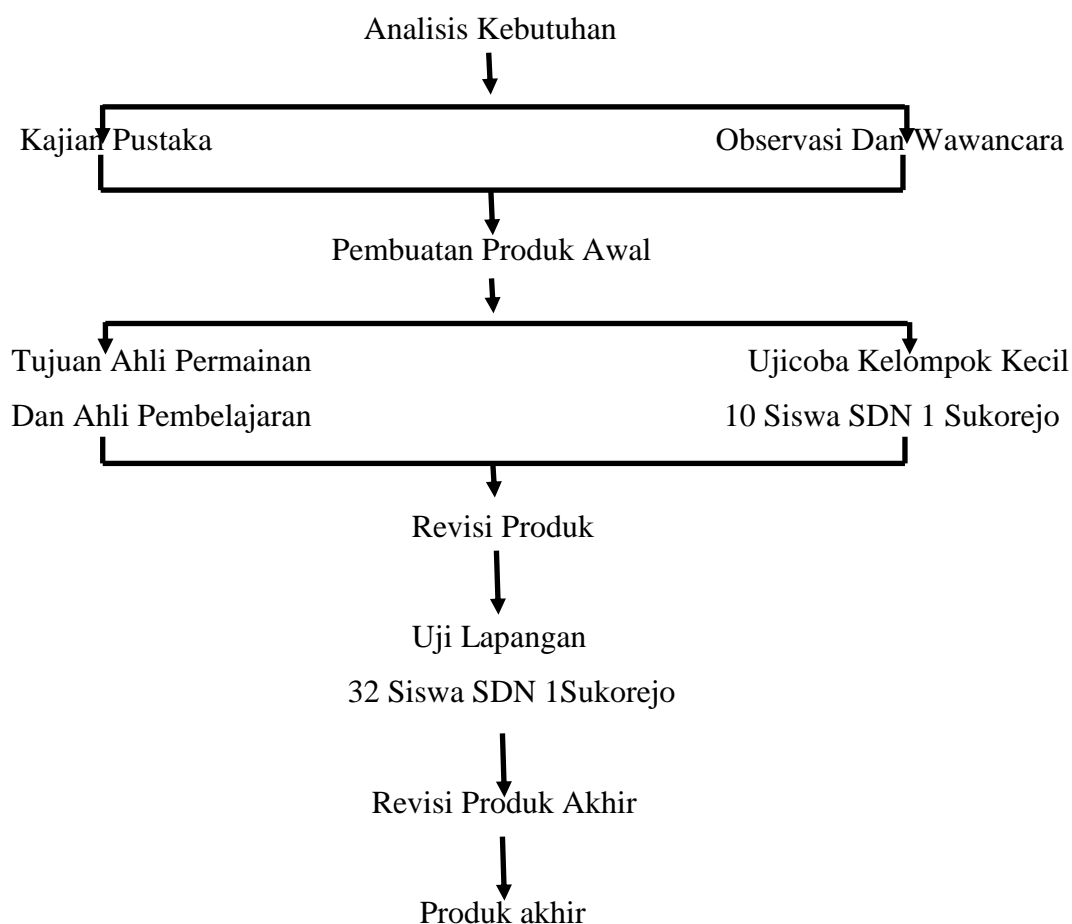 Analisis Kebutuhan
Kajian Pustaka
Observasi Dan Wawancara
Pembuatan Produk Awal
Tujuan Ahli Permainan
Dan Ahli Pembelajaran
Ujicoba Kelompok Kecil
10 Siswa SDN 1 Sukorejo
Revisi Produk
Uji Lapangan
32 Siswa SDN 1Sukorejo
Revisi Produk Akhir
Produk akhir